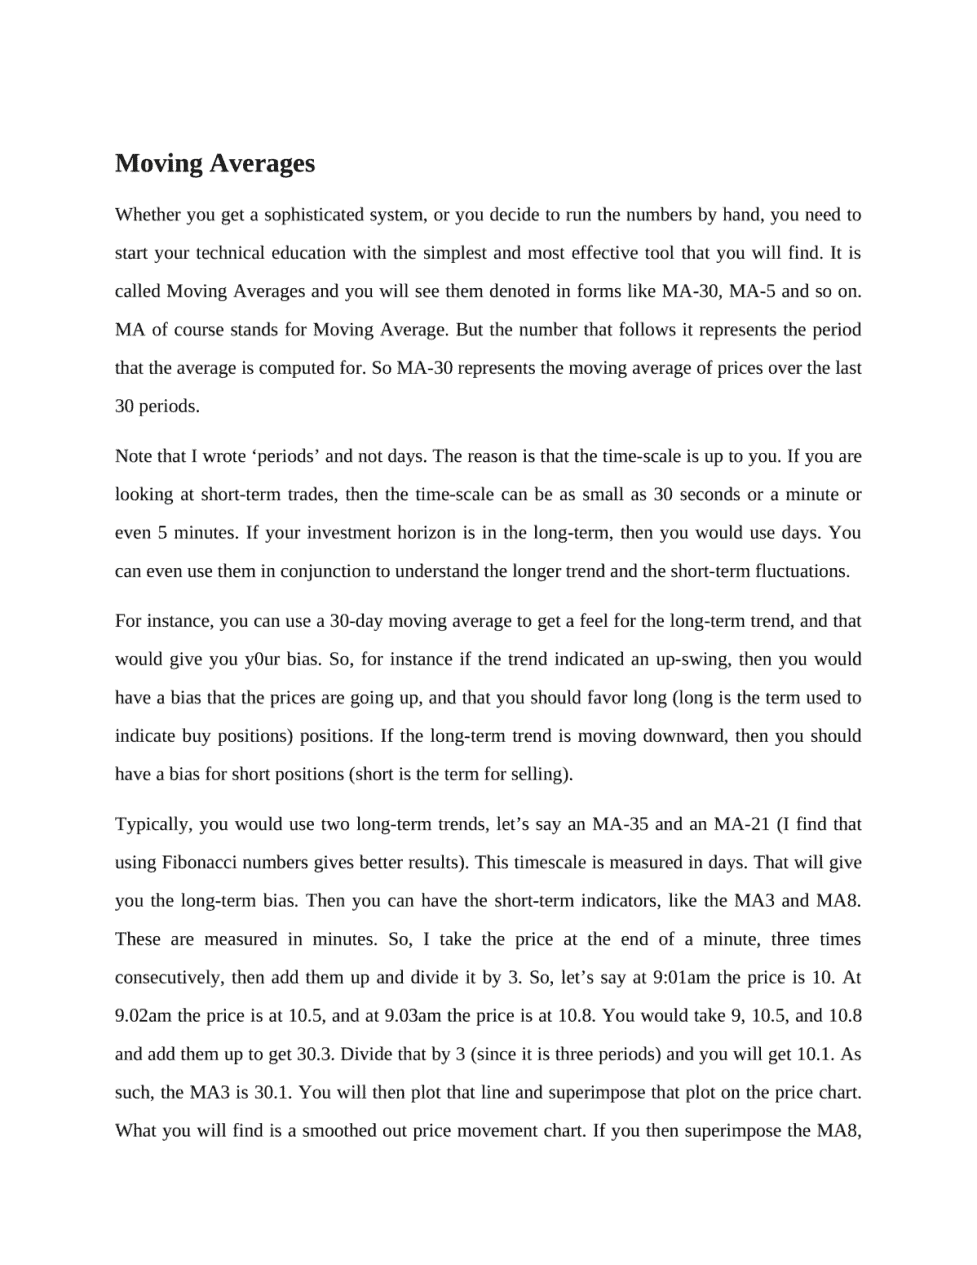 Moving Averages
Whether you get a sophisticated system, or you decide to run the numbers by hand, you need to
start your technical education with the simplest and most effective tool that you will find. It is
called Moving Averages and you will see them denoted in forms like MA-30, MA-5 and so on.
MA of course stands for Moving Average. But the number that follows it represents the period
that the average is computed for. So MA-30 represents the moving average of prices over the last
30 periods.
Note that I wrote ‘periods’ and not days. The reason is that the time-scale is up to you. If you are
looking at short-term trades, then the time-scale can be as small as 30 seconds or a minute or
even 5 minutes. If your investment horizon is in the long-term, then you would use days. You
can even use them in conjunction to understand the longer trend and the short-term fluctuations.
For instance, you can use a 30-day moving average to get a feel for the long-term trend, and that
would give you y0ur bias. So, for instance if the trend indicated an up-swing, then you would
have a bias that the prices are going up, and that you should favor long (long is the term used to
indicate buy positions) positions. If the long-term trend is moving downward, then you should
have a bias for short positions (short is the term for selling).
Typically, you would use two long-term trends, let’s say an MA-35 and an MA-21 (I find that
using Fibonacci numbers gives better results). This timescale is measured in days. That will give
you the long-term bias. Then you can have the short-term indicators, like the MA3 and MA8.
These are measured in minutes. So, I take the price at the end of a minute, three times
consecutively, then add them up and divide it by 3. So, let’s say at 9:01am the price is 10. At
9.02am the price is at 10.5, and at 9.03am the price is at 10.8. You would take 9, 10.5, and 10.8
and add them up to get 30.3. Divide that by 3 (since it is three periods) and you will get 10.1. As
such, the MA3 is 30.1. You will then plot that line and superimpose that plot on the price chart.
What you will find is a smoothed out price movement chart. If you then superimpose the MA8,